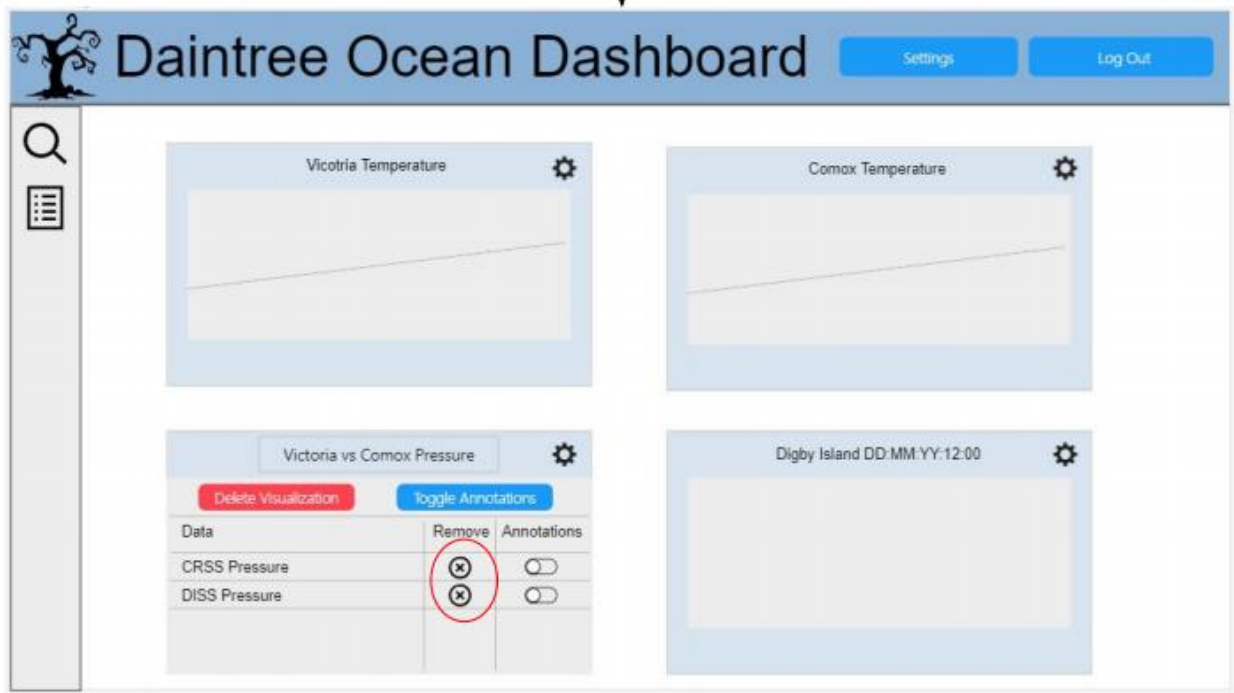 Daintree Ocean Dashboard
Settings
Log Out
Vicotria Temperature
Comox Temperature
Victoria vs Comox Pressure
Delete Visualization
Toggle Annotations
Data Remove Annotations
CRSS Pressure
DISS Pressure
Digby Island DD:MM:YY:12:00